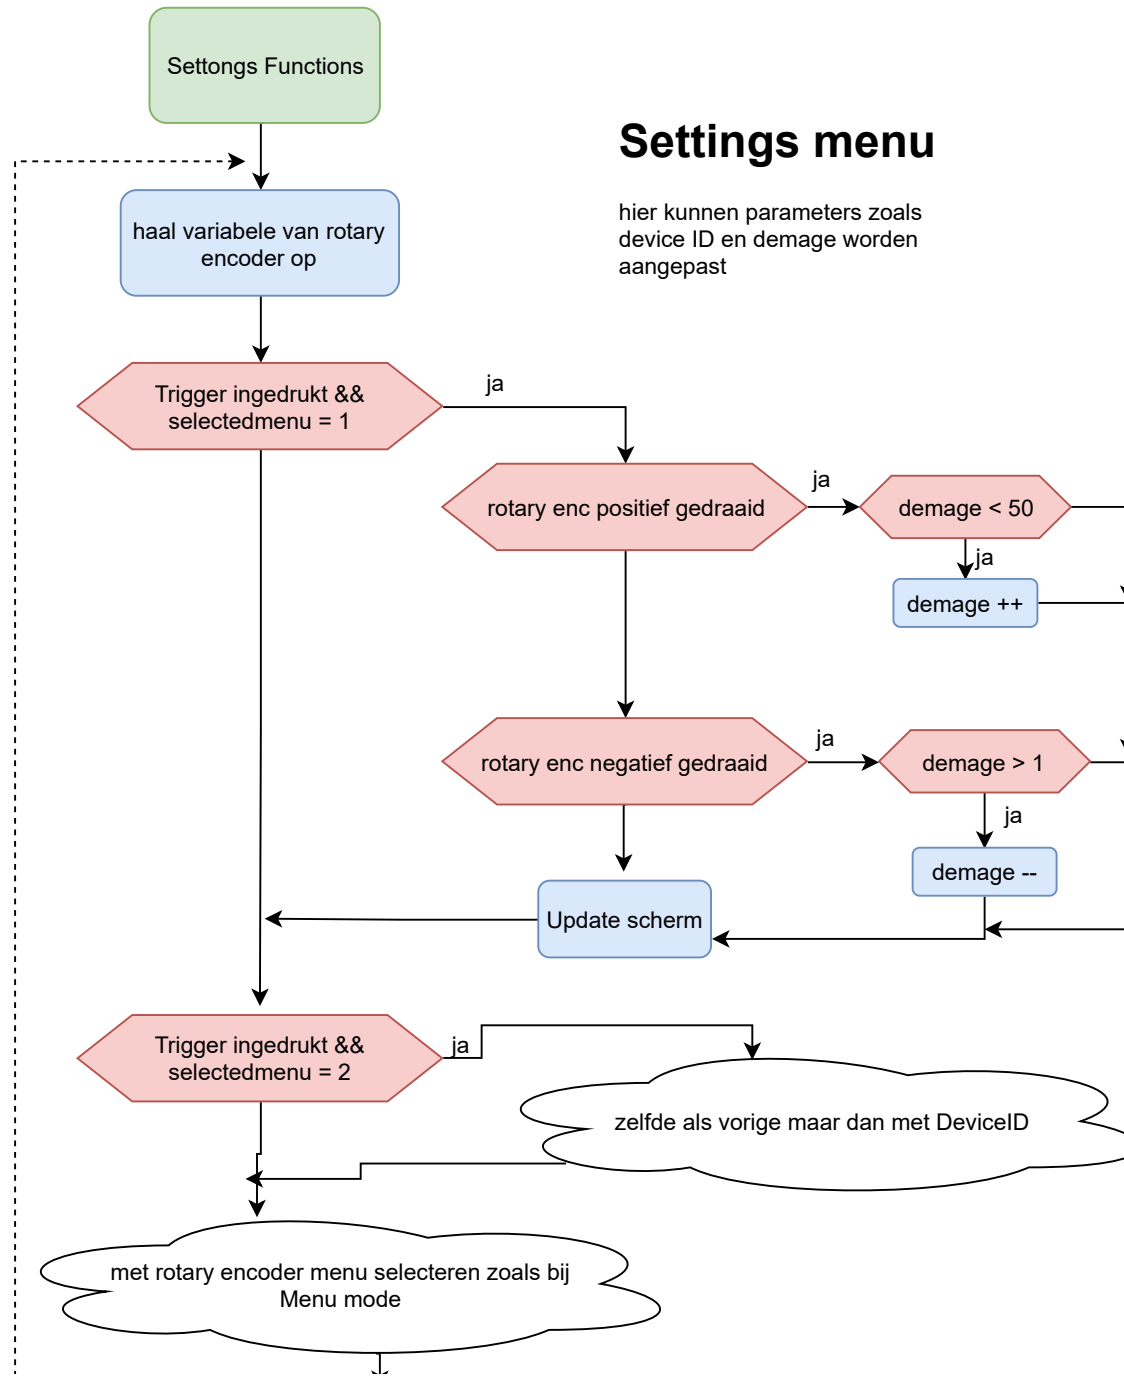 Settongs Functions
Settings menu
hier kunnen parameters zoals
device ID en demage worden
aangepast
haal variabele van rotary
encoder op
Trigger ingedrukt &&
selectedmenu = 1
ja
rotary enc positief gedraaid
ja
demage < 50
ja
demage ++
rotary enc negatief gedraaid
ja
demage > 1
ja
demage --
Update scherm
Trigger ingedrukt &&
selectedmenu = 2
ja
zelfde als vorige maar dan met DeviceID
met rotary encoder menu selecteren zoals bij
Menu mode